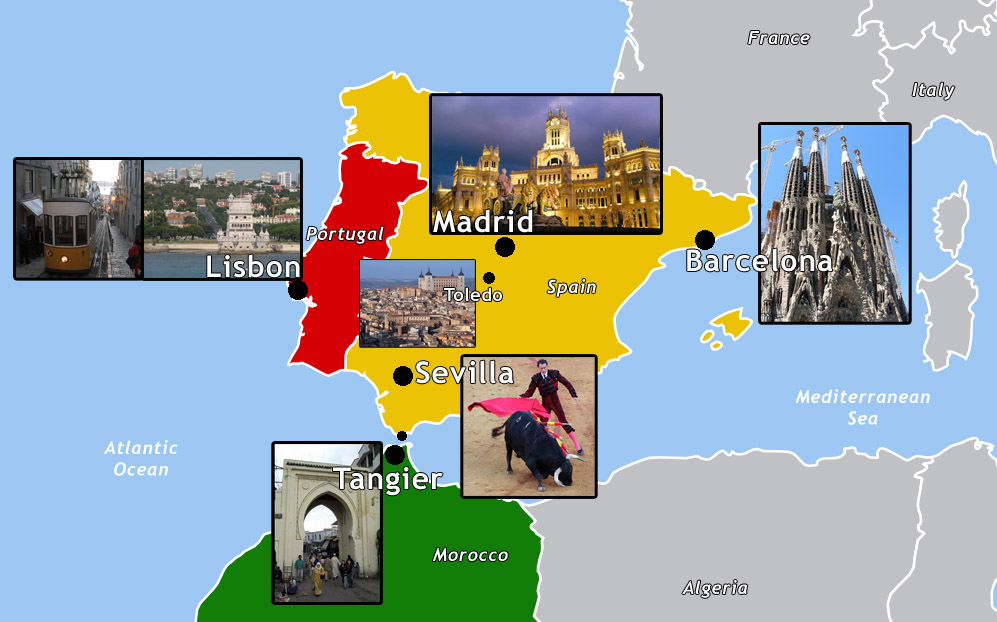 France
Italy
Madrid
Portugal
Lisbon
Barcelona
Spain
Toledo
Sevilla
Mediterranean
Sea
Atlantic
Ocean
Tangier
Morocco
Algeria